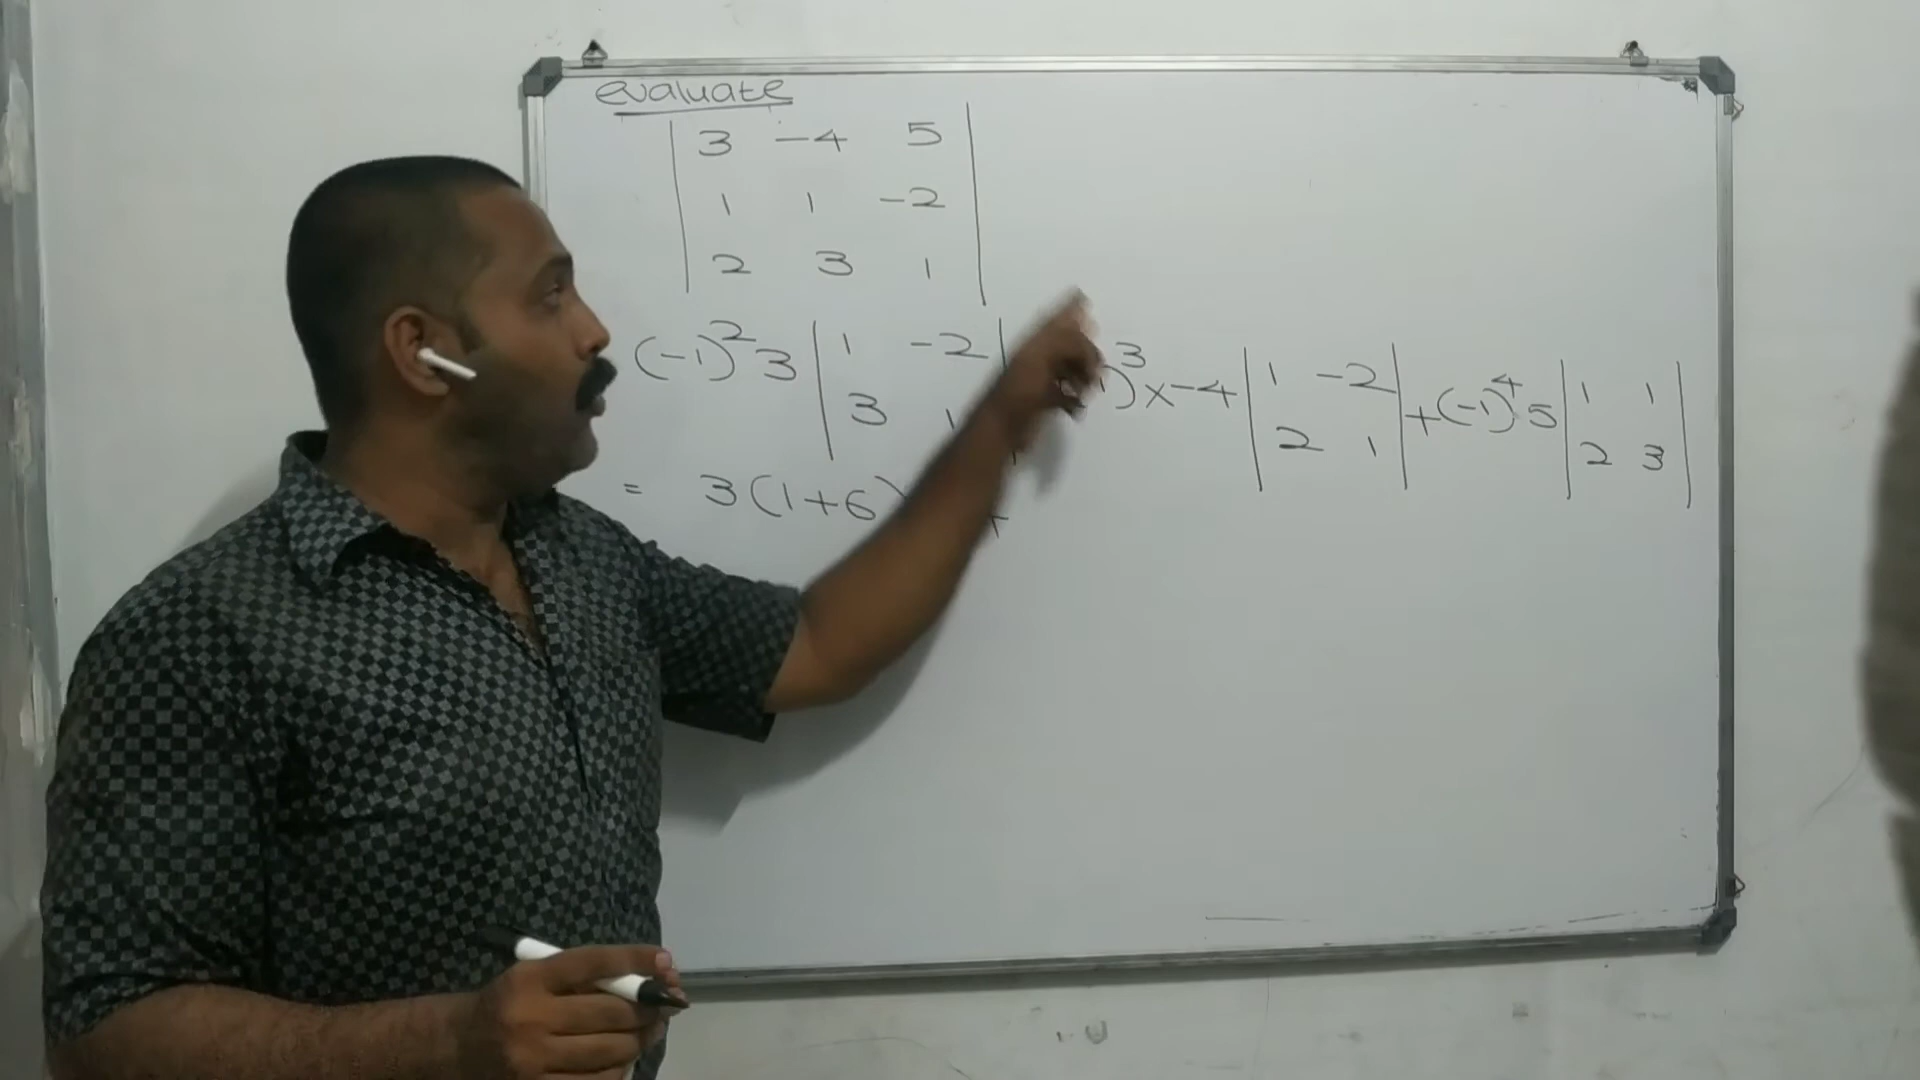 evaluate
3 -4 5
1 1 -2
2 3 1
(-1)² 3 | 1 -2 | )³ x -4 | 1 -2 | + (-1)⁴ 5 | 1 1 |
3 1 2 1 2 3
= 3(1+6) +